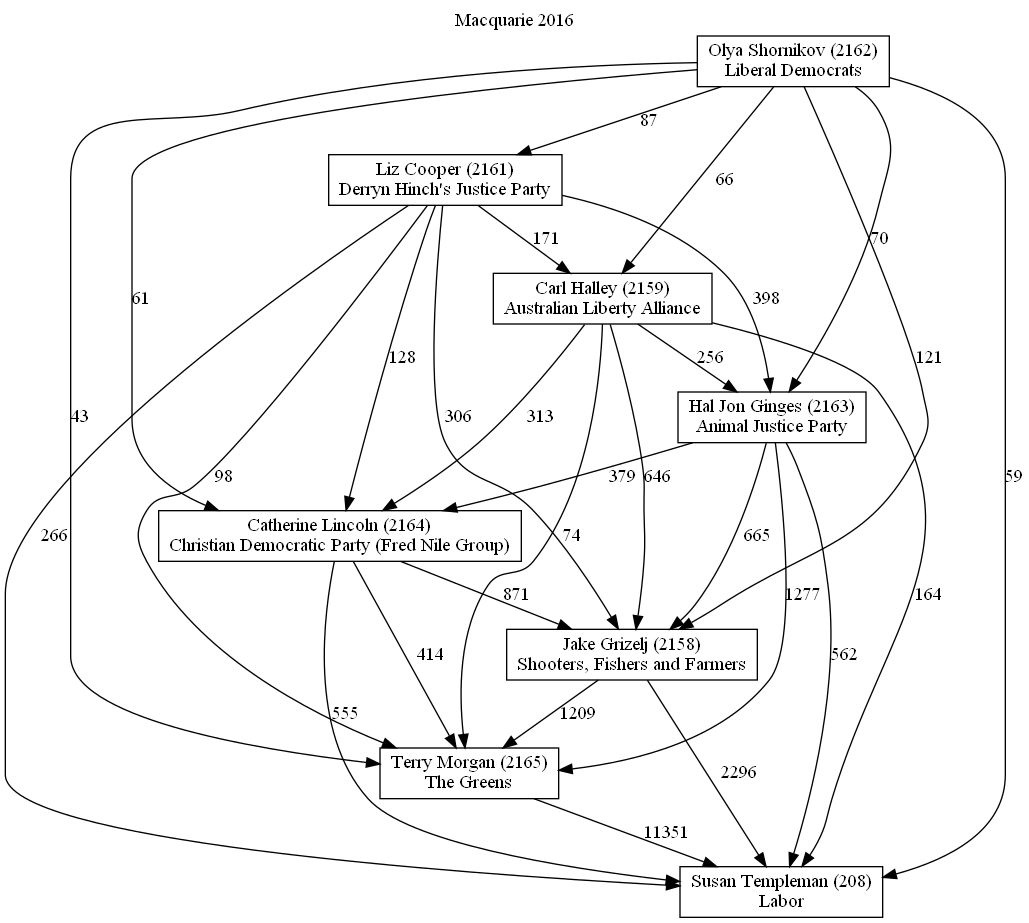 Macquarie 2016
Olya Shornikov (2162)
Liberal Democrats
87
Liz Cooper (2161)
Derryn Hinch's Justice Party
66
171
70
Carl Halley (2159)
Australian Liberty Alliance
61
398
128
256
121
43
306
313
Hal Jon Ginges (2163)
Animal Justice Party
98
379
646
59
Catherine Lincoln (2164)
Christian Democratic Party (Fred Nile Group)
266
74
665
871
1277
164
Jake Grizelj (2158)
Shooters, Fishers and Farmers
414
562
555
1209
Terry Morgan (2165)
The Greens
2296
11351
Susan Templeman (208)
Labor